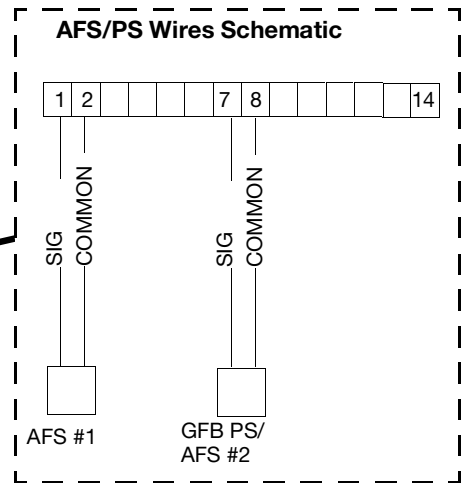 AFS/PS Wires Schematic
1 2 7 8 14
SIG
COMMON
SIG
COMMON
AFS #1
GFB PS/
AFS #2